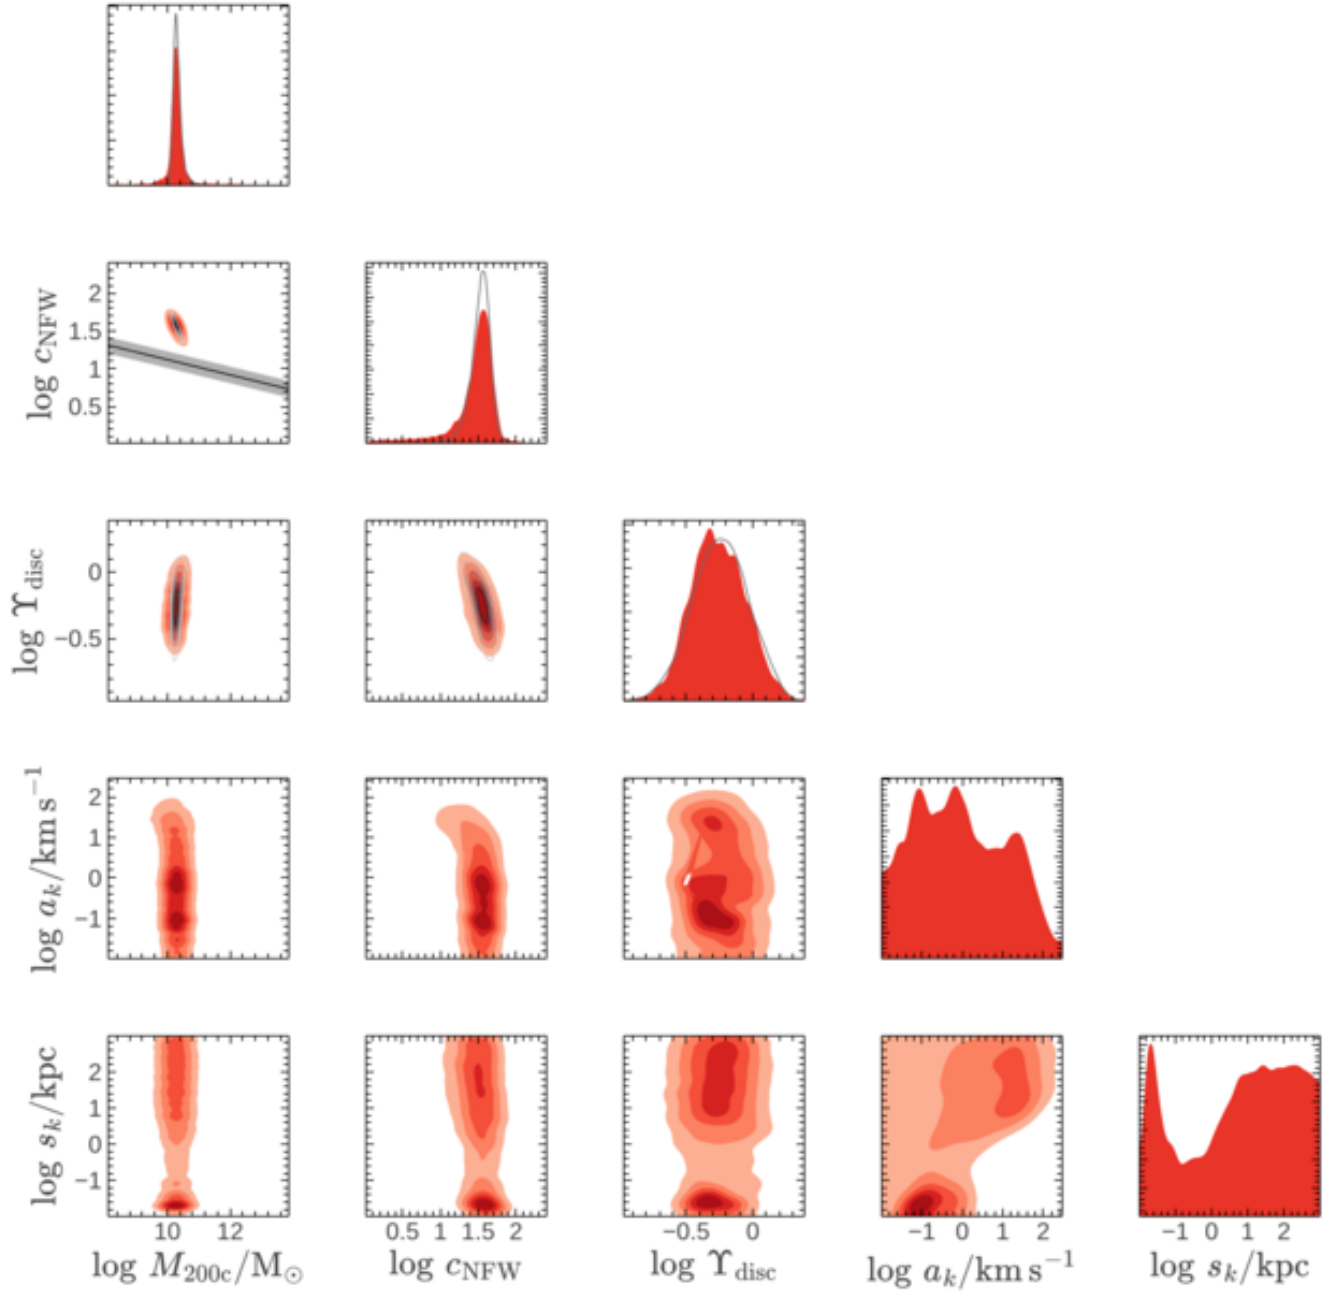 log c_NFW
2
1.5
1
0.5
log ϒ_disc
0
−0.5
log a_k/km s⁻¹
2
1
0
−1
log s_k/kpc
2
1
0
−1
10 12
0.5 1 1.5 2
−0.5 0
−1 0 1 2
−1 0 1 2
log M_200c/M_⊙
log c_NFW
log ϒ_disc
log a_k/km s⁻¹
log s_k/kpc